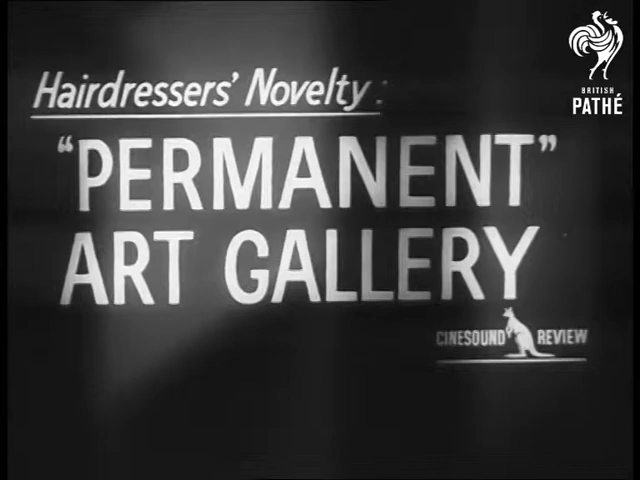 BRITISH
PATHÉ
Hairdressers' Novelty:
"PERMANENT"
ART GALLERY
CINESOUND REVIEW